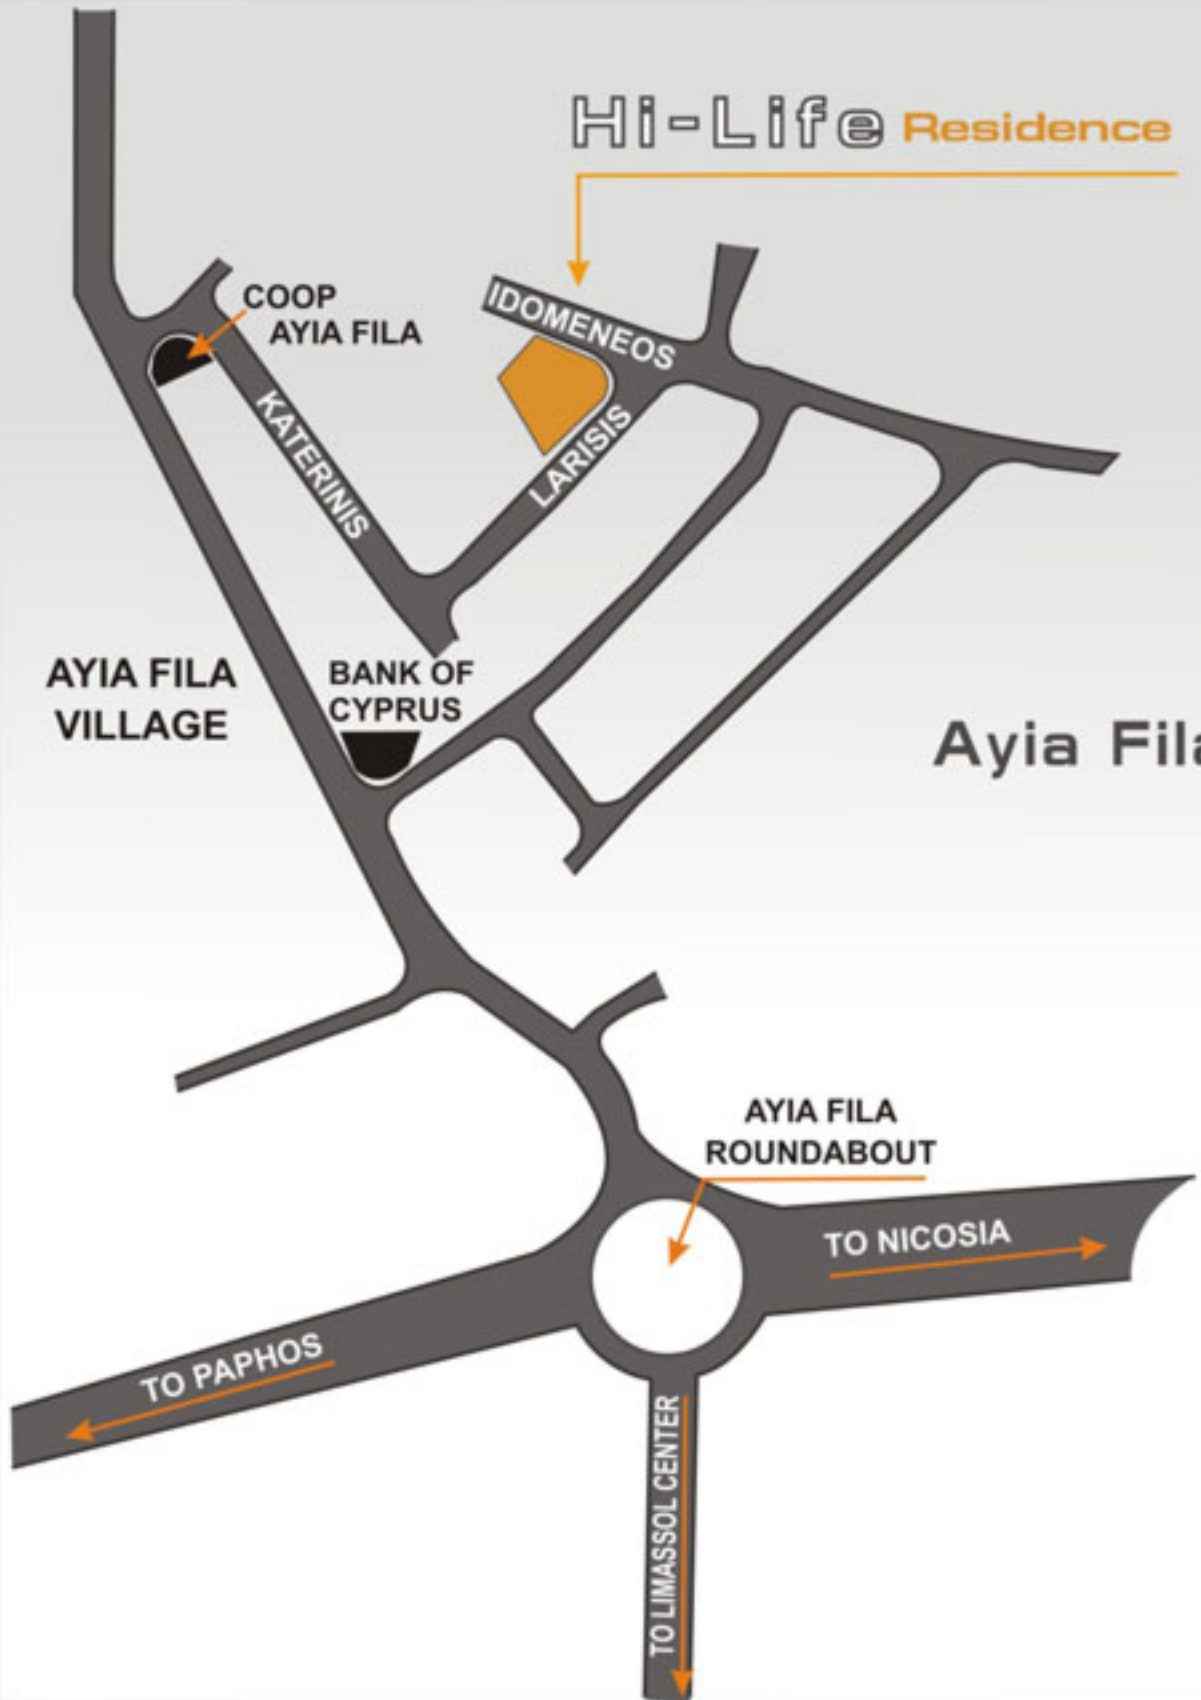 Hi-Life Residence
COOP
AYIA FILA
IDOMENEOS
KATERINIS
LARISIS
AYIA FILA
VILLAGE
BANK OF
CYPRUS
Ayia Fila
AYIA FILA
ROUNDABOUT
TO NICOSIA
TO PAPHOS
TO LIMASSOL CENTER